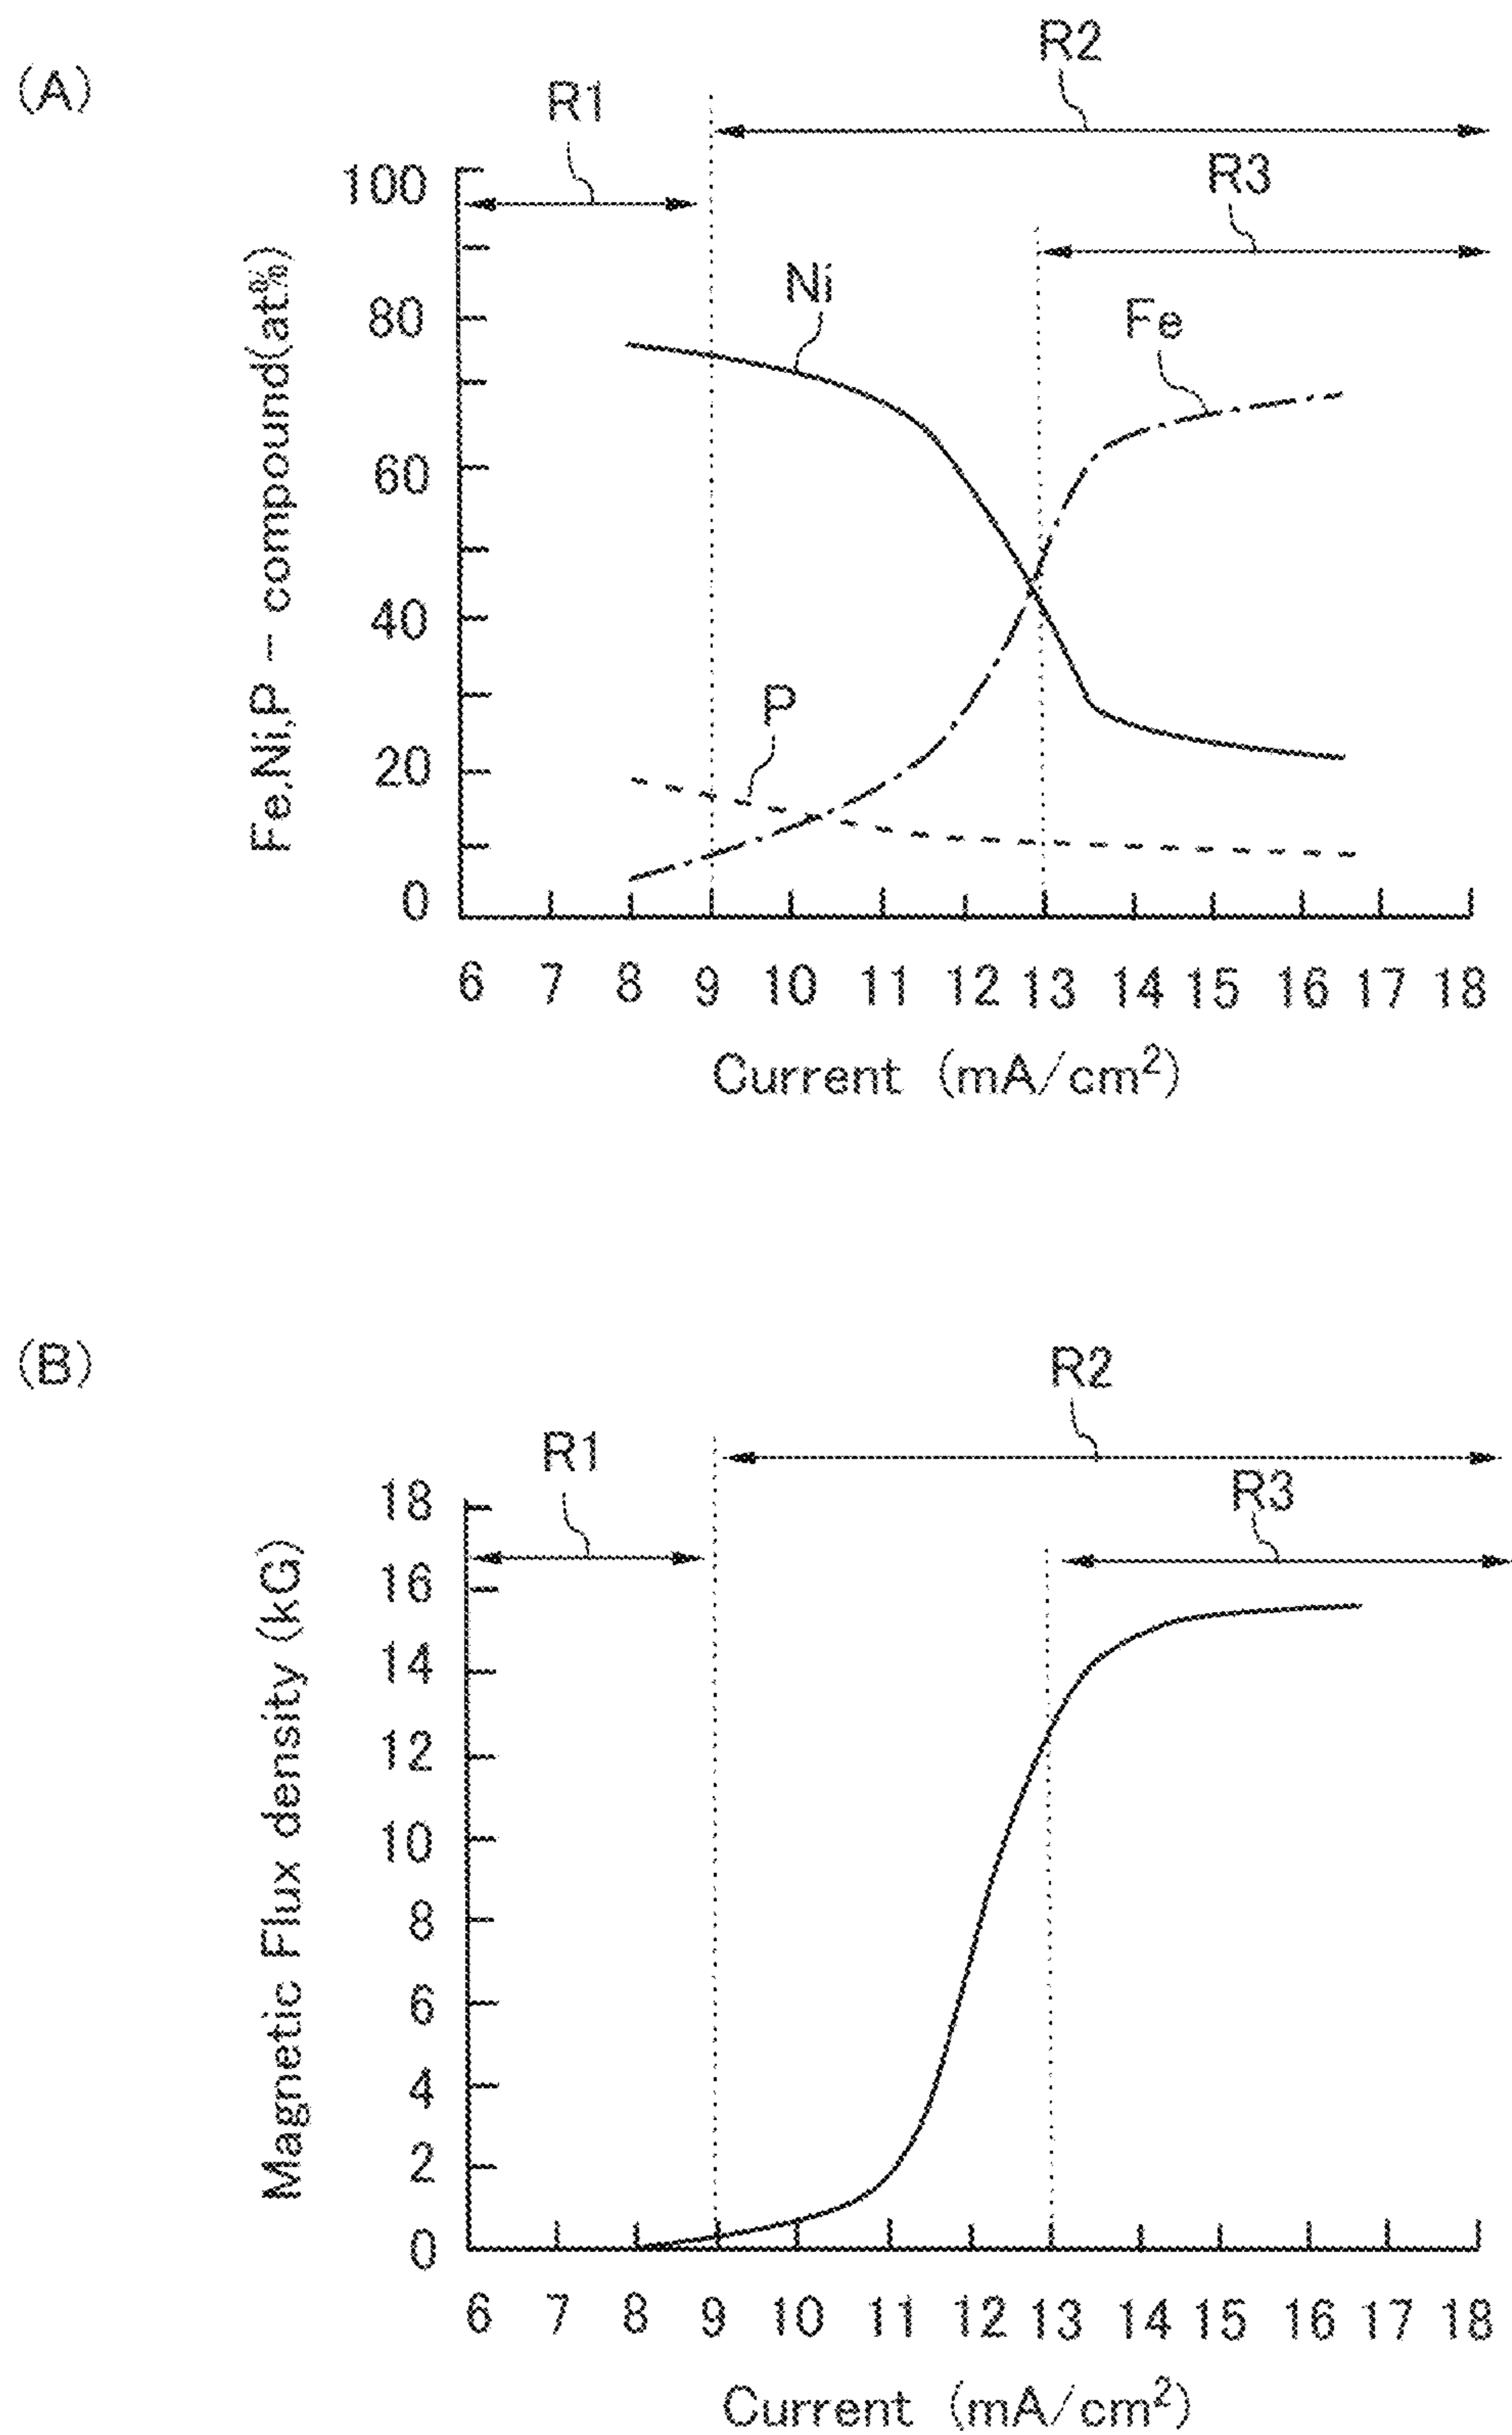 (A)
R2
R1
R3
100
80
60
40
20
0
Fe,Ni,P - compound(at%)
Ni
Fe
P
6 7 8 9 10 11 12 13 14 15 16 17 18
Current (mA/cm²)
(B)
R2
R1
R3
18
16
14
12
10
8
6
4
2
0
Magnetic Flux density (kG)
6 7 8 9 10 11 12 13 14 15 16 17 18
Current (mA/cm²)